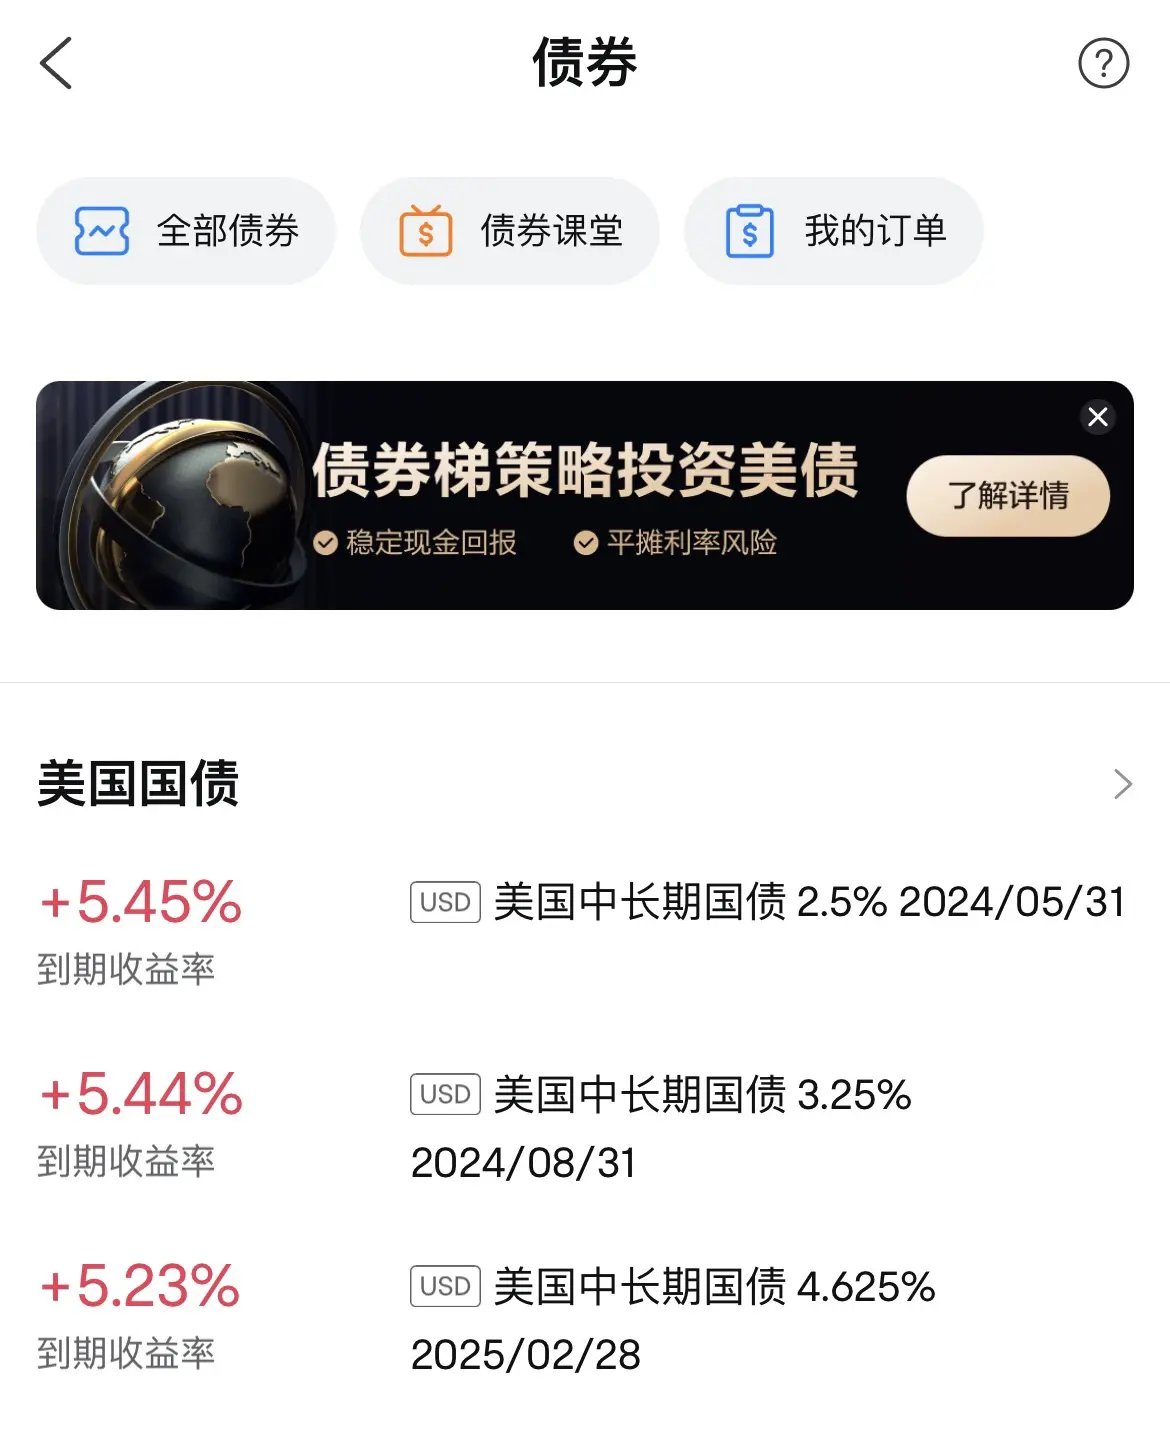 债券
全部债券
债券课堂
我的订单
债券梯策略投资美债
稳定现金回报
平摊利率风险
了解详情
美国国债
+5.45%
到期收益率
USD 美国中长期国债 2.5% 2024/05/31
+5.44%
到期收益率
USD 美国中长期国债 3.25%
2024/08/31
+5.23%
到期收益率
USD 美国中长期国债 4.625%
2025/02/28